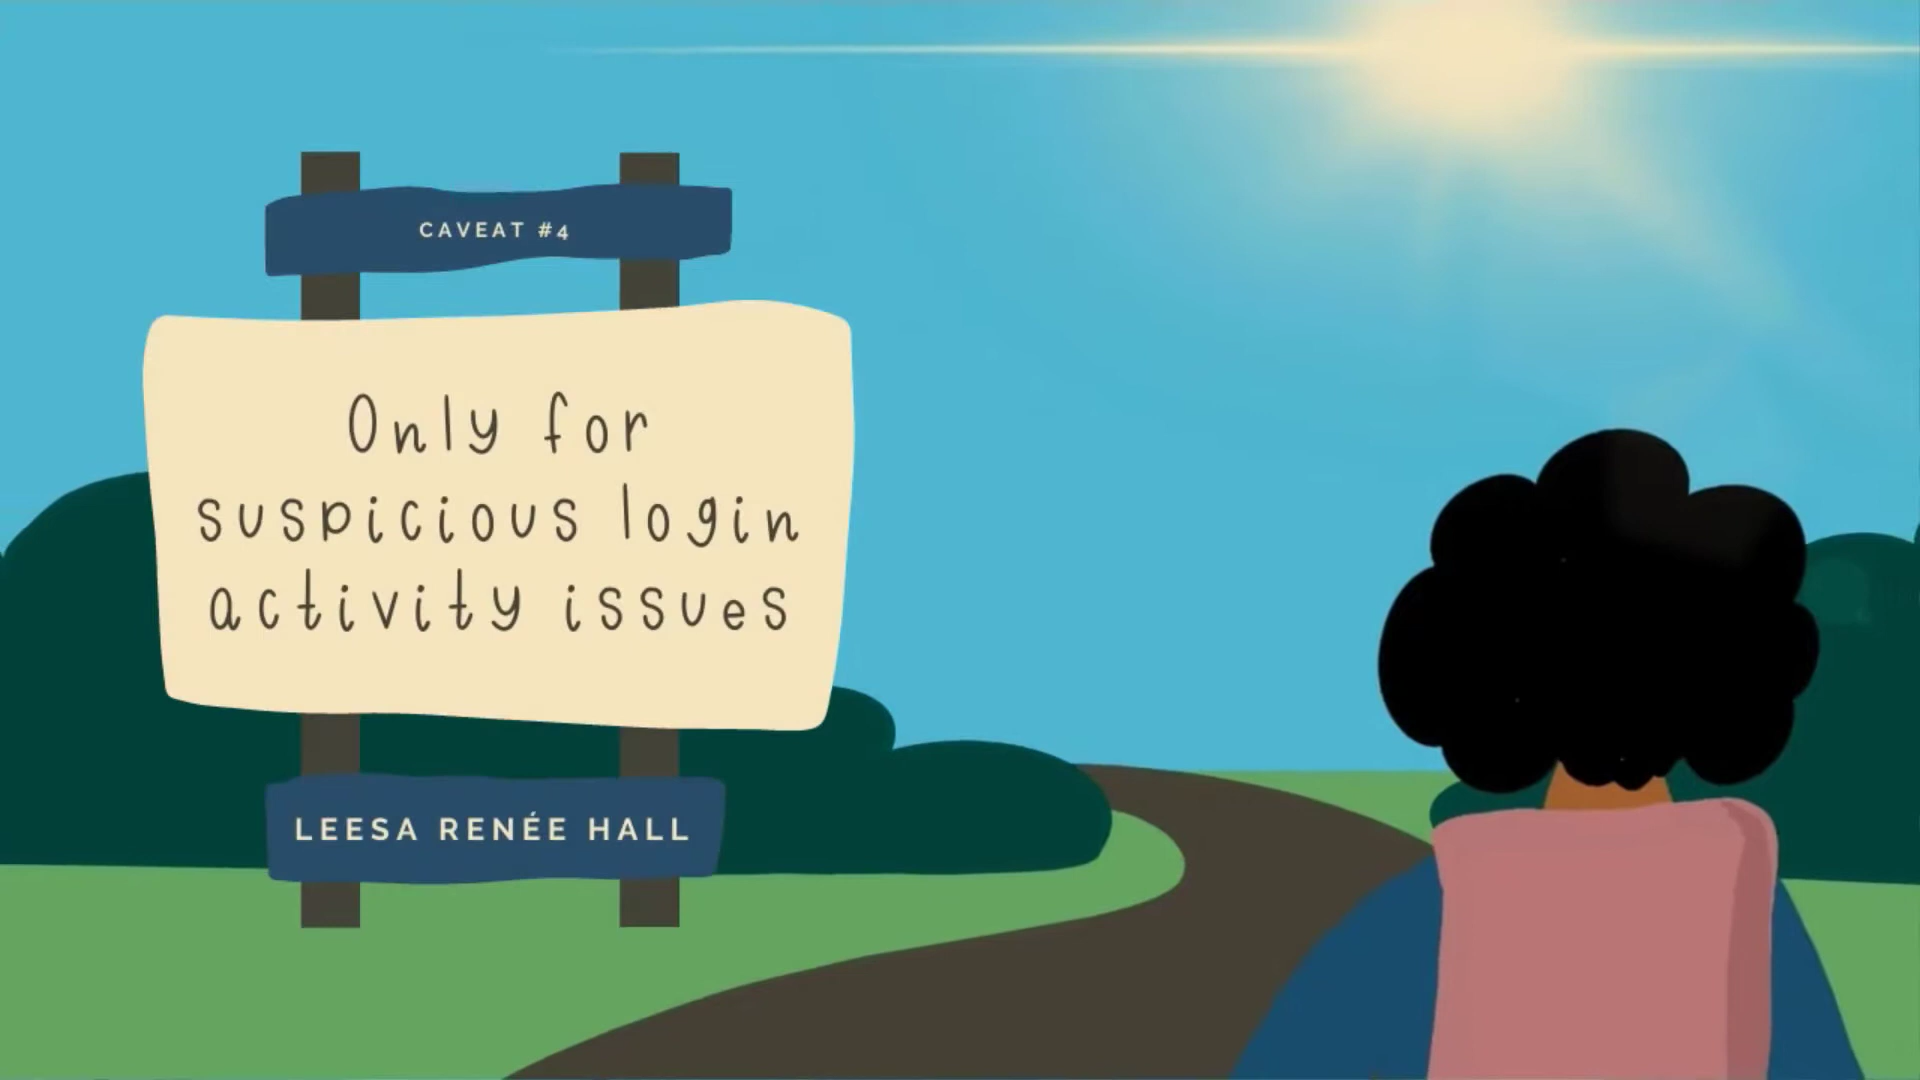 CAVEAT #4
Only for
suspicious login
activity issues
LEESA RENÉE HALL